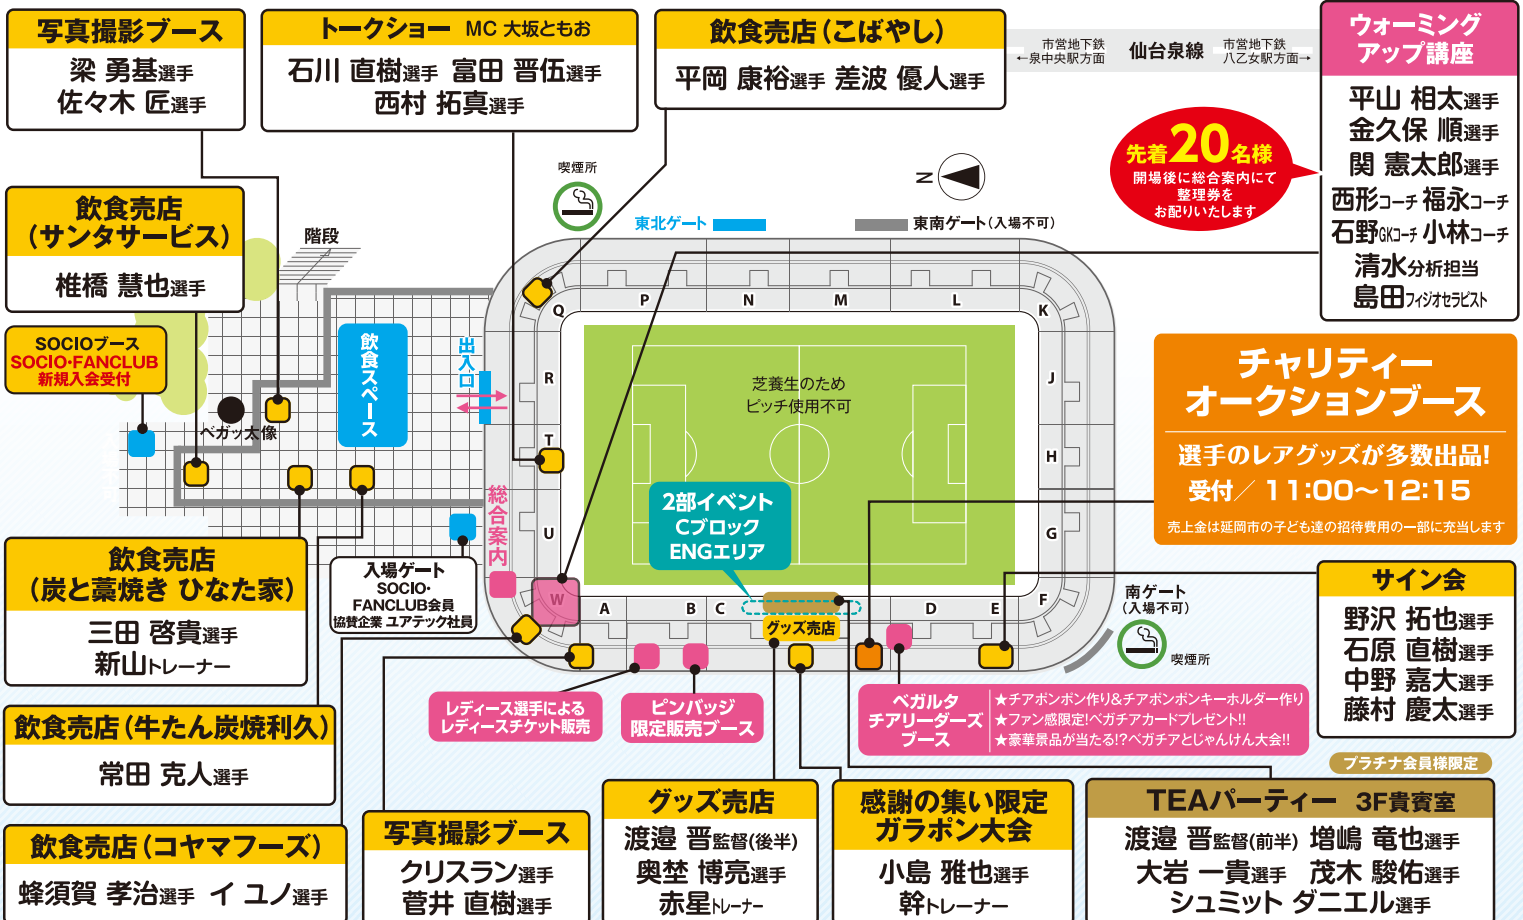 写真撮影ブース
梁 勇基選手
佐々木 匠選手
トークショー MC 大坂ともお
石川 直樹選手 富田 晋伍選手
西村 拓真選手
飲食売店（こばやし）
平岡 康裕選手 差波 優人選手
市営地下鉄
←泉中央駅方面
仙台泉線
市営地下鉄
八乙女駅方面→
ウォーミング
アップ講座
平山 相太選手
金久保 順選手
関 憲太郎選手
西形コーチ 福永コーチ
石野GKコーチ 小林コーチ
清水分析担当
島田フィジオセラピスト
先着20名様
開場後に総合案内にて
整理券を
お配りいたします
喫煙所
N
東北ゲート
東南ゲート（入場不可）
飲食売店
（サンタサービス）
椎橋 慧也選手
階段
SOCIOブース
SOCIO・FANCLUB
新規入会受付
ベガッ太像
飲食スペース
出入口
総合案内
P
N
M
L
Q
K
R
J
T
H
U
G
W
A
B
C
D
E
F
芝養生のため
ピッチ使用不可
2部イベント
Cブロック
ENGエリア
グッズ売店
チャリティー
オークションブース
選手のレアグッズが多数出品！
受付／11:00〜12:15
売上金は延岡市の子ども達の招待費用の一部に充当します
飲食売店
（炭と藁焼き ひなた家）
三田 啓貴選手
新山トレーナー
入場ゲート
SOCIO・
FANCLUB会員
協賛企業 ユアテック社員
南ゲート
（入場不可）
喫煙所
サイン会
野沢 拓也選手
石原 直樹選手
中野 嘉大選手
藤村 慶太選手
レディース選手による
レディースチケット販売
ピンバッジ
限定販売ブース
ベガルタ
チアリーダーズ
ブース
★チアポンポン作り＆チアポンポンキーホルダー作り
★ファン感限定！ベガチアカードプレゼント！！
★豪華景品が当たる！？ベガチアとじゃんけん大会！！
飲食売店（牛たん炭焼利久）
常田 克人選手
飲食売店（コヤマフーズ）
蜂須賀 孝治選手 イ ユノ選手
写真撮影ブース
クリスラン選手
菅井 直樹選手
グッズ売店
渡邉 晋監督(後半)
奥埜 博亮選手
赤星トレーナー
感謝の集い限定
ガラポン大会
小島 雅也選手
幹トレーナー
プラチナ会員様限定
TEAパーティー 3F貴賓室
渡邉 晋監督(前半) 増嶋 竜也選手
大岩 一貴選手 茂木 駿佑選手
シュミット ダニエル選手